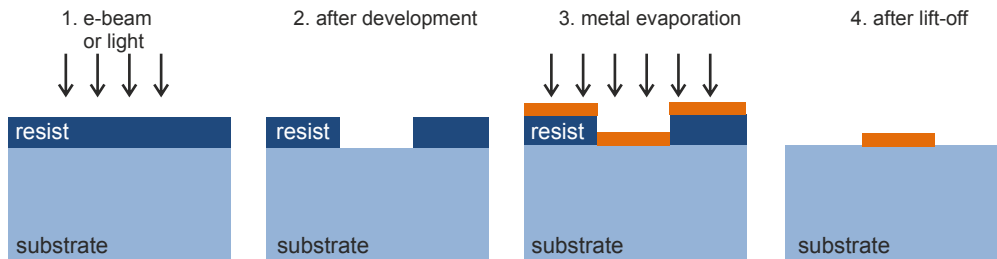 1. e-beam
or light
resist
substrate
2. after development
resist
substrate
3. metal evaporation
resist
substrate
4. after lift-off
substrate